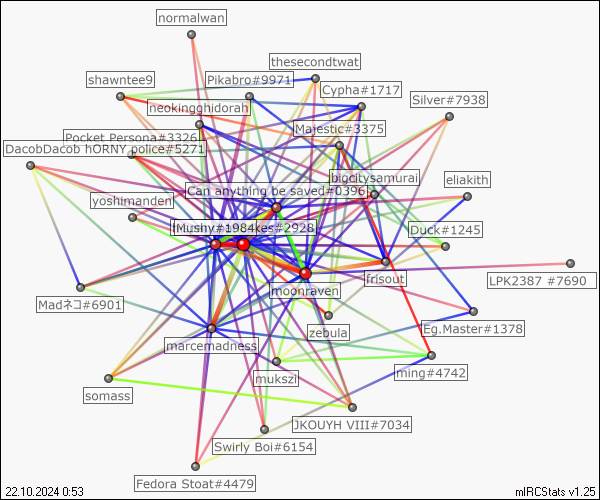 normalwan
thesecondtwat
shawntee9
Pikabro#9971
Cypha#1717
Silver#7938
neokingghidorah
Majestic#3375
Pocket Persona#3326
DacobDacob hORNY police#5271
bigcitysamurai
eliakith
Can anything be saved#0396
yoshimanden
Mushy#1984
kes#2928
Duck#1245
frisout
LPK2387 #7690
moonraven
Madネコ#6901
zebula
Eg.Master#1378
marcemadness
ming#4742
mukszi
somass
JKOUYH VIII#7034
Swirly Boi#6154
Fedora Stoat#4479
22.10.2024 0:53
mIRCStats v1.25